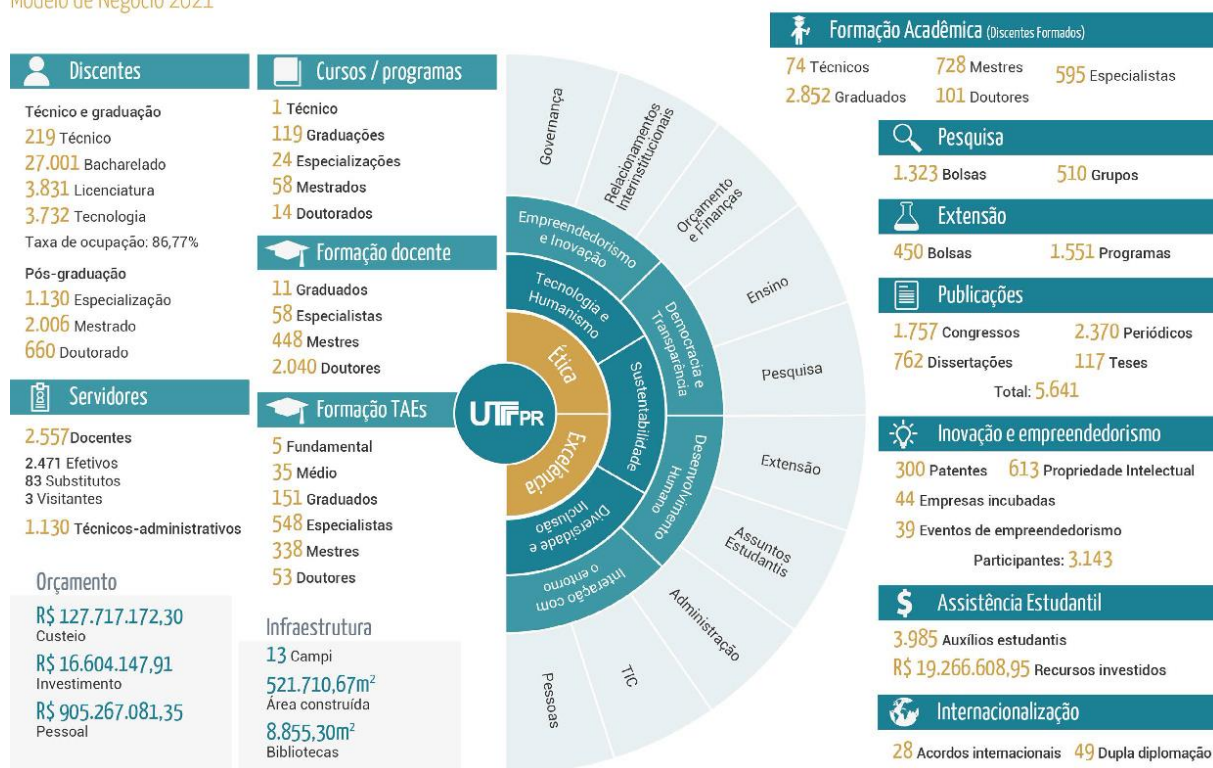 Modelo de Negócio 2021
Discentes
Técnico e graduação
219 Técnico
27.001 Bacharelado
3.831 Licenciatura
3.732 Tecnologia
Taxa de ocupação: 86,77%
Pós-graduação
1.130 Especialização
2.006 Mestrado
660 Doutorado
Servidores
2.557 Docentes
2.471 Efetivos
83 Substitutos
3 Visitantes
1.130 Técnicos-administrativos
Orçamento
R$ 127.717.172,30
Custeio
R$ 16.604.147,91
Investimento
R$ 905.267.081,35
Pessoal
Cursos / programas
1 Técnico
119 Graduações
24 Especializações
58 Mestrados
14 Doutorados
Formação docente
11 Graduados
58 Especialistas
448 Mestres
2.040 Doutores
Formação TAEs
5 Fundamental
35 Médio
151 Graduados
548 Especialistas
338 Mestres
53 Doutores
Infraestrutura
13 Campi
521.710,67m²
Área construída
8.855,30m²
Bibliotecas
UTFPR
Ética
Excelência
Tecnologia e
Humanismo
Sustentabilidade
Diversidade e
Inclusão
Empreendedorismo
e Inovação
Democracia e
Transparência
Desenvolvimento
Humano
Interação com
o entorno
Governança
Relacionamentos
Interinstitucionais
Orçamento
e Finanças
Ensino
Pesquisa
Extensão
Assuntos
Estudantis
Administração
TIC
Pessoas
Formação Acadêmica (Discentes Formados)
74 Técnicos 728 Mestres 595 Especialistas
2.852 Graduados 101 Doutores
Pesquisa
1.323 Bolsas 510 Grupos
Extensão
450 Bolsas 1.551 Programas
Publicações
1.757 Congressos 2.370 Periódicos
762 Dissertações 117 Teses
Total: 5.641
Inovação e empreendedorismo
300 Patentes 613 Propriedade Intelectual
44 Empresas incubadas
39 Eventos de empreendedorismo
Participantes: 3.143
Assistência Estudantil
3.985 Auxílios estudantis
R$ 19.266.608,95 Recursos investidos
Internacionalização
28 Acordos internacionais 49 Dupla diplomação